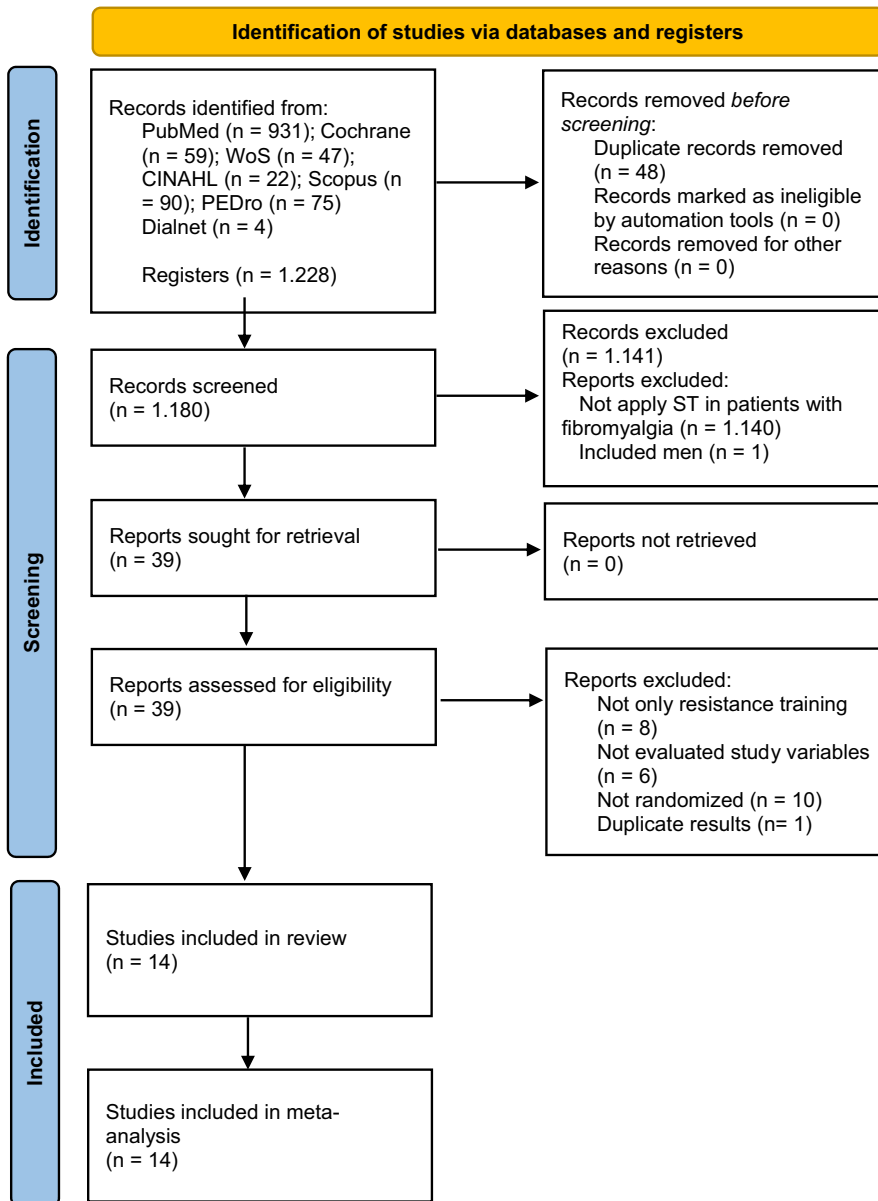 Identification of studies via databases and registers
Identification
Records identified from:
PubMed (n = 931); Cochrane
(n = 59); WoS (n = 47);
CINAHL (n = 22); Scopus (n
= 90); PEDro (n = 75)
Dialnet (n = 4)
Registers (n = 1.228)
Records removed before
screening:
Duplicate records removed
(n = 48)
Records marked as ineligible
by automation tools (n = 0)
Records removed for other
reasons (n = 0)
Screening
Records screened
(n = 1.180)
Records excluded
(n = 1.141)
Reports excluded:
Not apply ST in patients with
fibromyalgia (n = 1.140)
Included men (n = 1)
Reports sought for retrieval
(n = 39)
Reports not retrieved
(n = 0)
Reports assessed for eligibility
(n = 39)
Reports excluded:
Not only resistance training
(n = 8)
Not evaluated study variables
(n = 6)
Not randomized (n = 10)
Duplicate results (n= 1)
Included
Studies included in review
(n = 14)
Studies included in meta-
analysis
(n = 14)